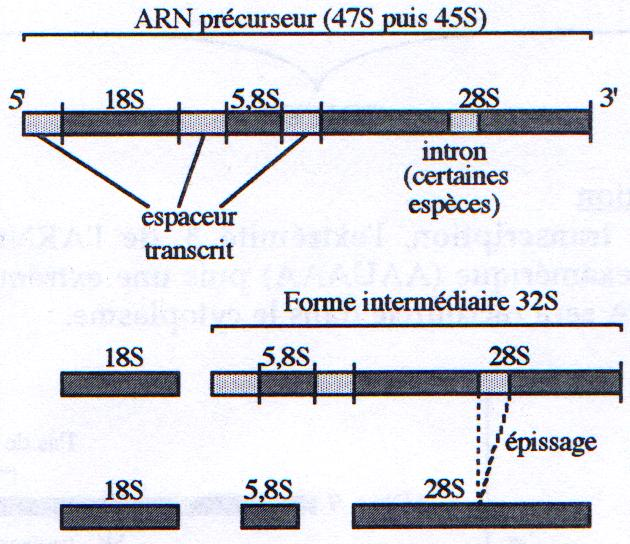 ARN précurseur (47S puis 45S)
5' 18S 5,8S 28S 3'
intron
(certaines
espèces)
espaceur
transcrit
Forme intermédiaire 32S
18S 5,8S 28S
épissage
18S 5,8S 28S